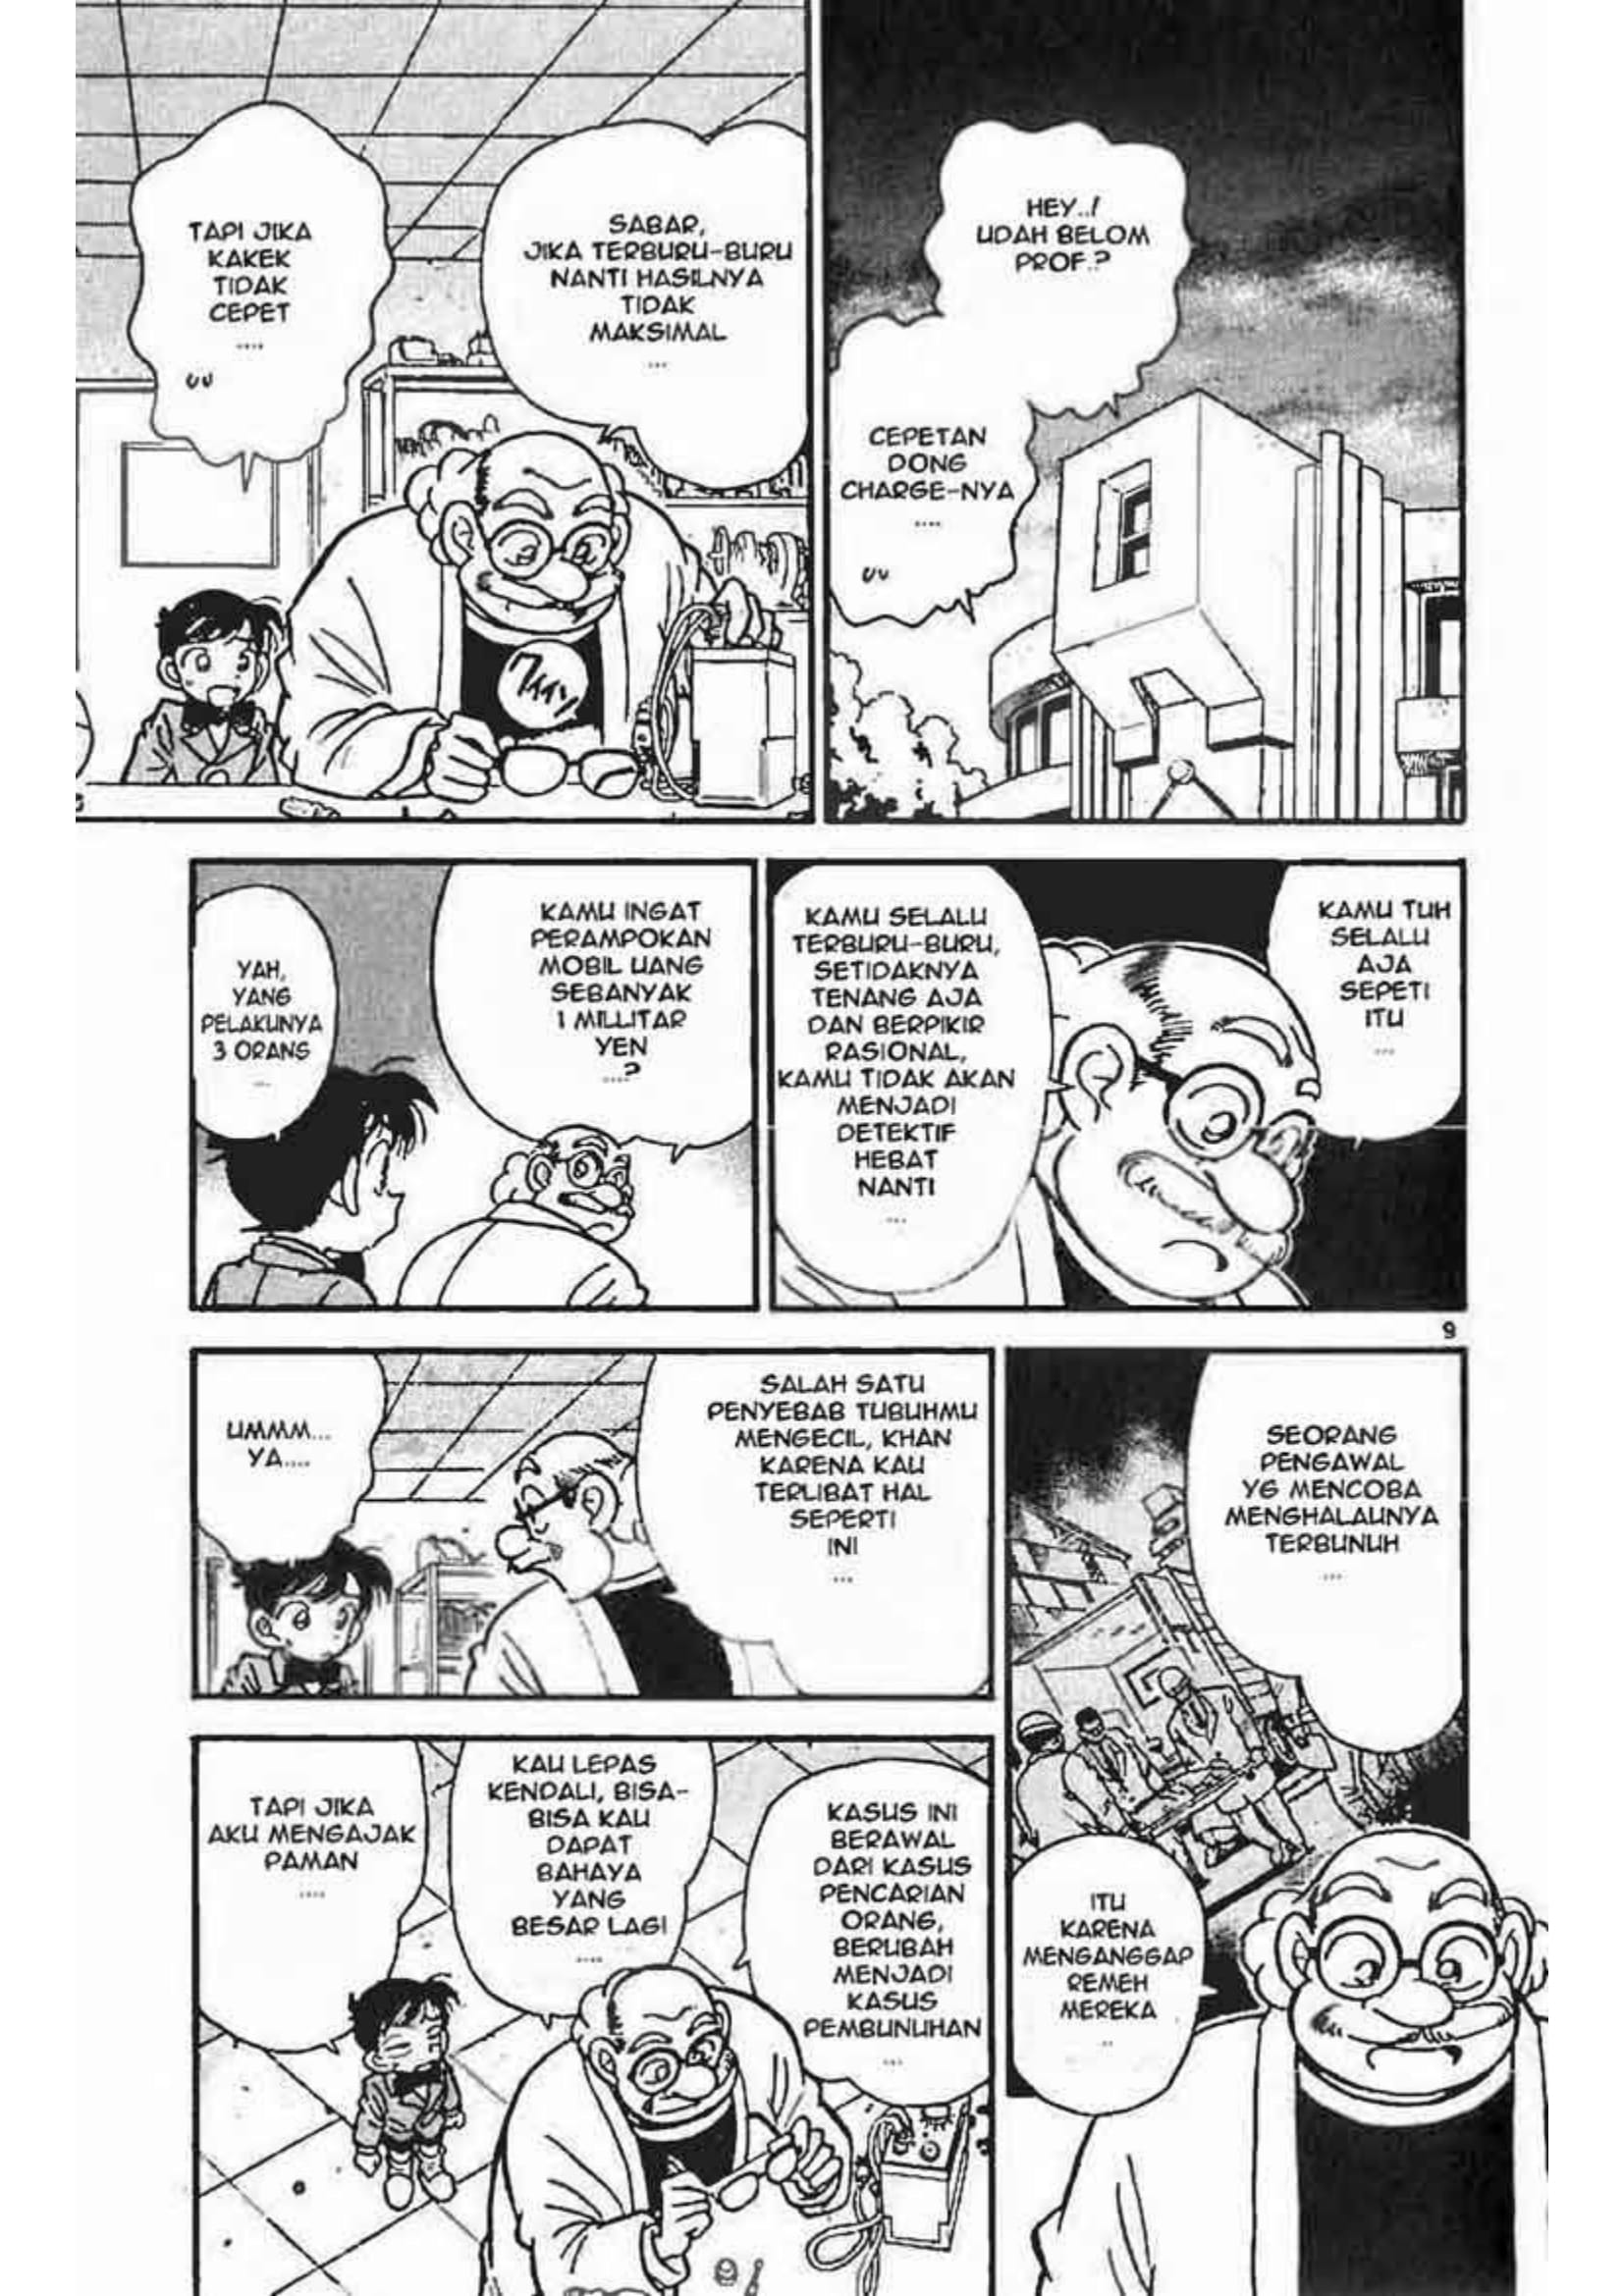 HEY..!
UDAH BELOM
PROF.?
CEPETAN
DONG
CHARGE-NYA
....
SABAR,
JIKA TERBURU-BURU
NANTI HASILNYA
TIDAK
MAKSIMAL
...
TAPI JIKA
KAKEK
TIDAK
CEPET
....
KAMU TUH
SELALU
AJA
SEPETI
ITU
...
KAMU SELALU
TERBURU-BURU,
SETIDAKNYA
TENANG AJA
DAN BERPIKIR
RASIONAL,
KAMU TIDAK AKAN
MENJADI
DETEKTIF
HEBAT
NANTI
...
KAMU INGAT
PERAMPOKAN
MOBIL UANG
SEBANYAK
1 MILLITAR
YEN
....?
YAH,
YANG
PELAKUNYA
3 ORANG
...
9
SEORANG
PENGAWAL
YG MENCOBA
MENGHALAUNYA
TERBUNUH
...
ITU
KARENA
MENGANGGAP
REMEH
MEREKA
..
SALAH SATU
PENYEBAB TUBUHMU
MENGECIL, KHAN
KARENA KAU
TERLIBAT HAL
SEPERTI
INI
...
UMMM...
YA....
KASUS INI
BERAWAL
DARI KASUS
PENCARIAN
ORANG,
BERUBAH
MENJADI
KASUS
PEMBUNUHAN
...
KAU LEPAS
KENDALI, BISA-
BISA KAU
DAPAT
BAHAYA
YANG
BESAR LAGI
....
TAPI JIKA
AKU MENGAJAK
PAMAN
....